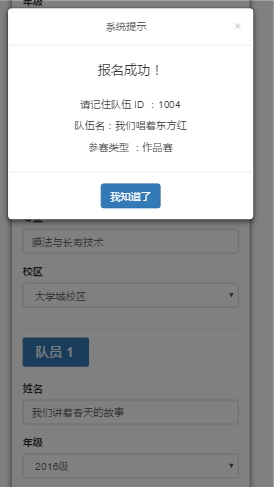 年级
系统提示
×
报名成功！
请记住队伍 ID ：1004
队伍名：我们唱着东方红
参赛类型 ：作品赛
我知道了
膜法与长寿技术
校区
大学城校区
队员 1
姓名
我们讲着春天的故事
年级
2016级